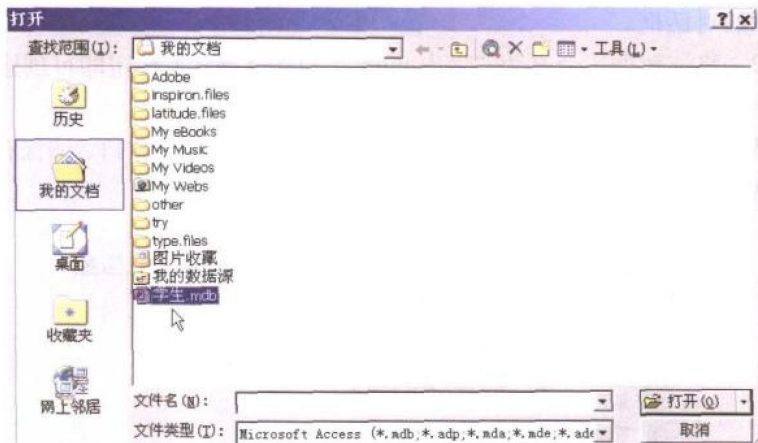 打开
查找范围(I): 我的文档 工具(L)
历史
我的文档
桌面
收藏夹
网上邻居
Adobe
inspiron.files
latitude.files
My eBooks
My Music
My Videos
My Webs
other
try
type.files
图片收藏
我的数据源
学生.mdb
文件名(N): 打开(O)
文件类型(T): Microsoft Access (*.mdb;*.adp;*.mda;*.mde;*.ade 取消